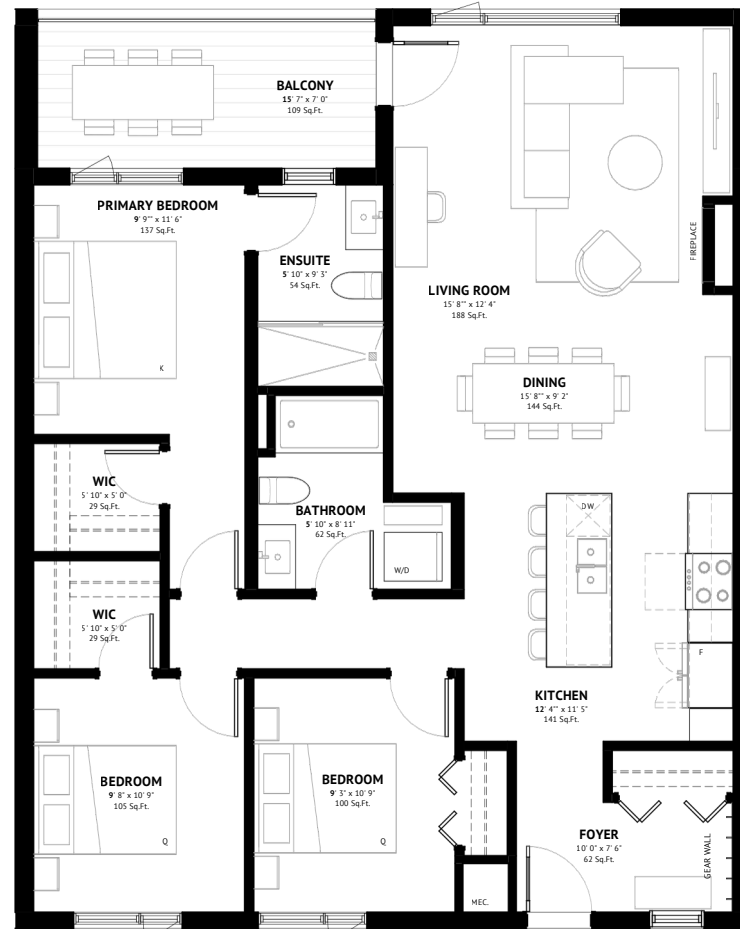 BALCONY
15' 7" x 7' 0"
109 Sq.Ft.
PRIMARY BEDROOM
9' 9"" x 11' 6"
137 Sq.Ft.
ENSUITE
5' 10" x 9' 3"
54 Sq.Ft.
FIREPLACE
LIVING ROOM
15' 8"" x 12' 4"
188 Sq.Ft.
K
DINING
15' 8"" x 9' 2"
144 Sq.Ft.
WIC
5' 10" x 5' 0"
29 Sq.Ft.
BATHROOM
5' 10" x 8' 11"
62 Sq.Ft.
DW
W/D
WIC
5' 10" x 5' 0"
29 Sq.Ft.
F
KITCHEN
12' 4"" x 11' 5"
141 Sq.Ft.
BEDROOM
9' 8" x 10' 9"
105 Sq.Ft.
Q
BEDROOM
9' 3" x 10' 9"
100 Sq.Ft.
Q
FOYER
10' 0" x 7' 6"
62 Sq.Ft.
GEAR WALL
MEC.